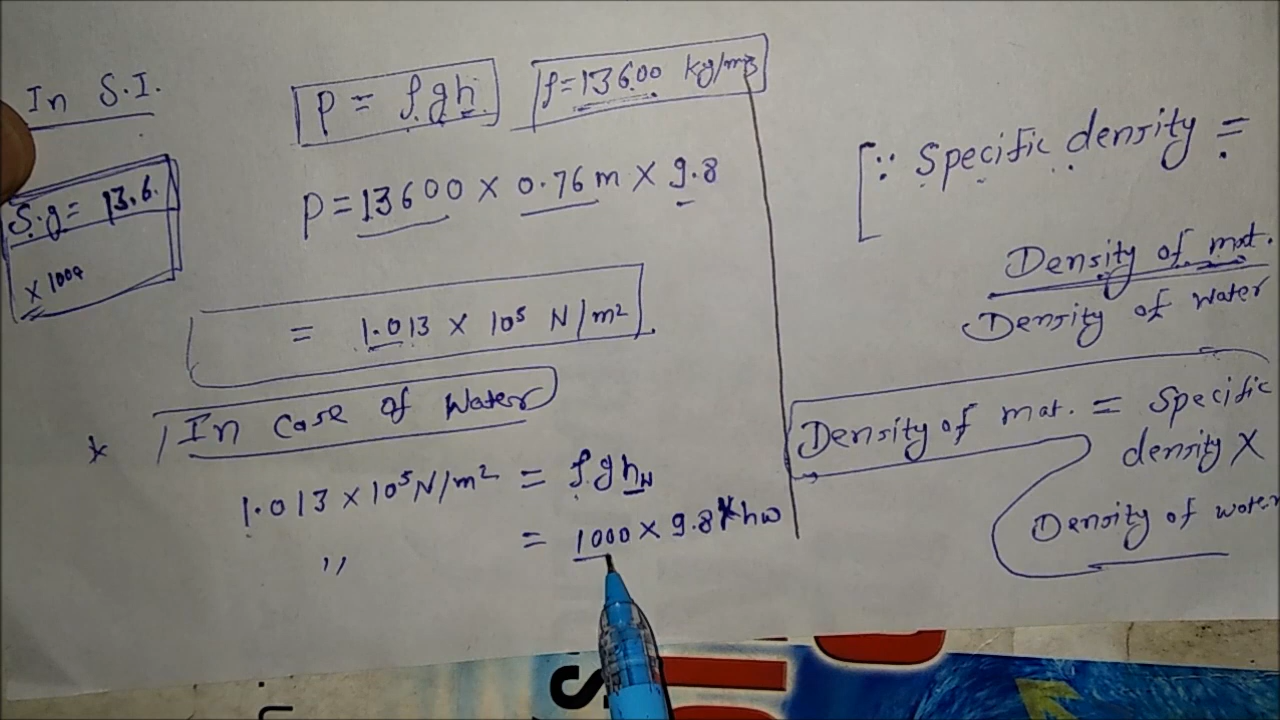 In S.I.
P = ρgh
ρ=13600 kg/m3
S.g = 13.6
× 1000
P = 13600 × 0.76 m × 9.8
= 1.013 × 10⁵ N/m²
* In Case of Water
1.013 × 10⁵ N/m² = ρgh
,, = 1000 × 9.8 × hw
[∵ Specific density =
Density of mat.
Density of Water
Density of mat. = Specific
density ×
Density of water